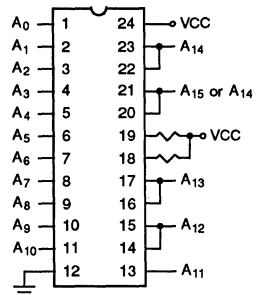 A0 1 24 VCC
A1 2 23 A14
A2 3 22
A3 4 21 A15 or A14
A4 5 20
A5 6 19 VCC
A6 7 18
A7 8 17 A13
A8 9 16
A9 10 15 A12
A10 11 14
12 13 A11